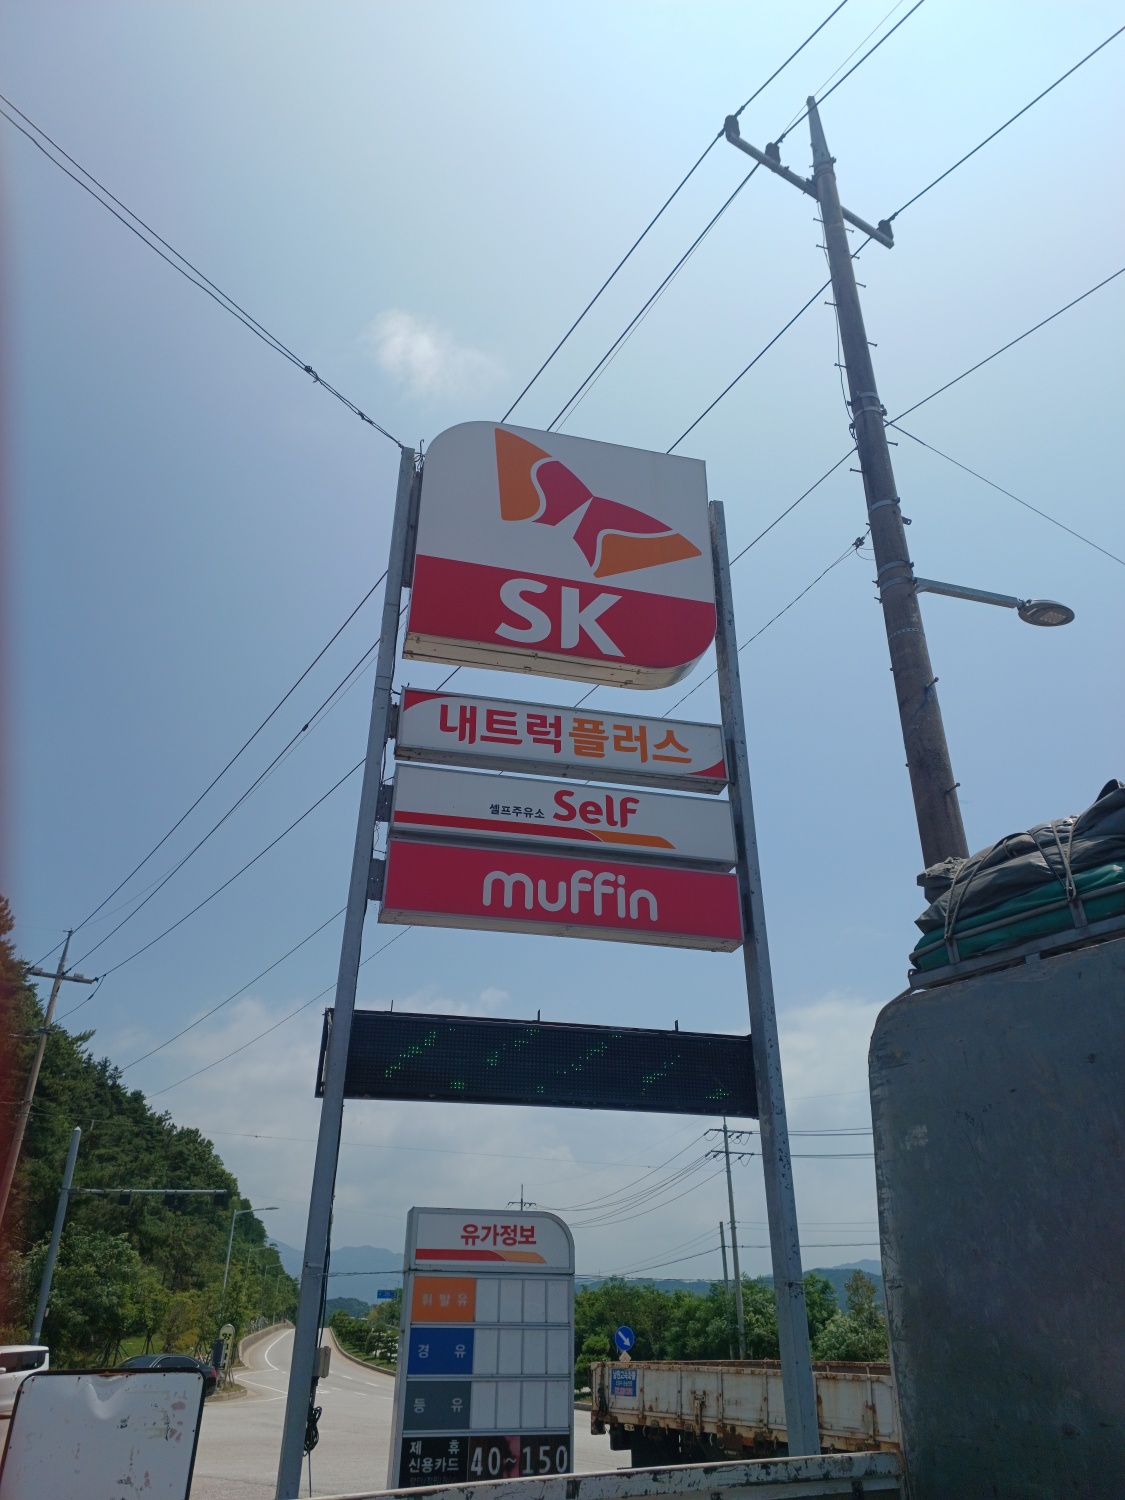 SK
내트럭플러스
셀프주유소 Self
muffin
유가정보
휘발유
경 유
등 유
제 휴
신용카드 40~150